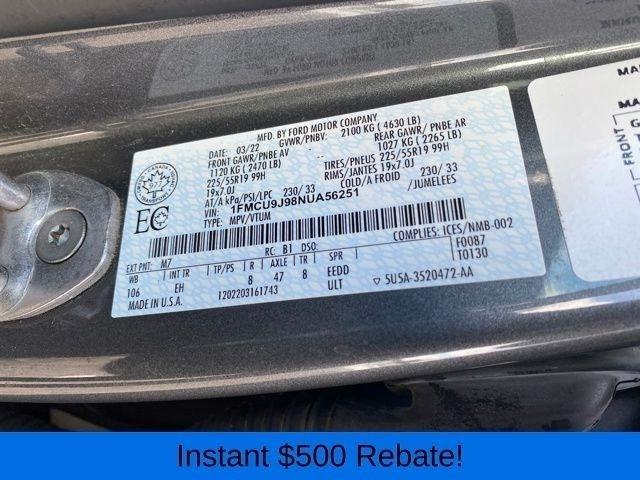 MFD. BY FORD MOTOR COMPANY
03/22 GVWR/PNBV: 2100 KG ( 4630 LB)
FRONT GAWR/PNBE AV REAR GAWR/ PNBE AR
1120 KG ( 2470 LB) 1027 KG ( 2265 LB)
225/55R19 99H TIRES/PNEUS 225/55R19 99H
19x7.0J RIMS/JANTES 19x7.0J
AT/A kPa/PSI/LPC 230/ 33 COLD/A FROID 230/ 33
VIN: 1FMCU9J98NUA56251 /JUMELEES
TYPE: MPV/VTUM
EC
RC: B1 DSO: COMPLIES: ICES/NMB-002
EXT PNT: M7 F0087
WB INT TR TP/PS R AXLE TR SPR T0130
106 EH 8 47 8 EEDD
MADE IN U.S.A. 1202203161743 ULT 5U5A-3520472-AA
FRONT
Instant $500 Rebate!